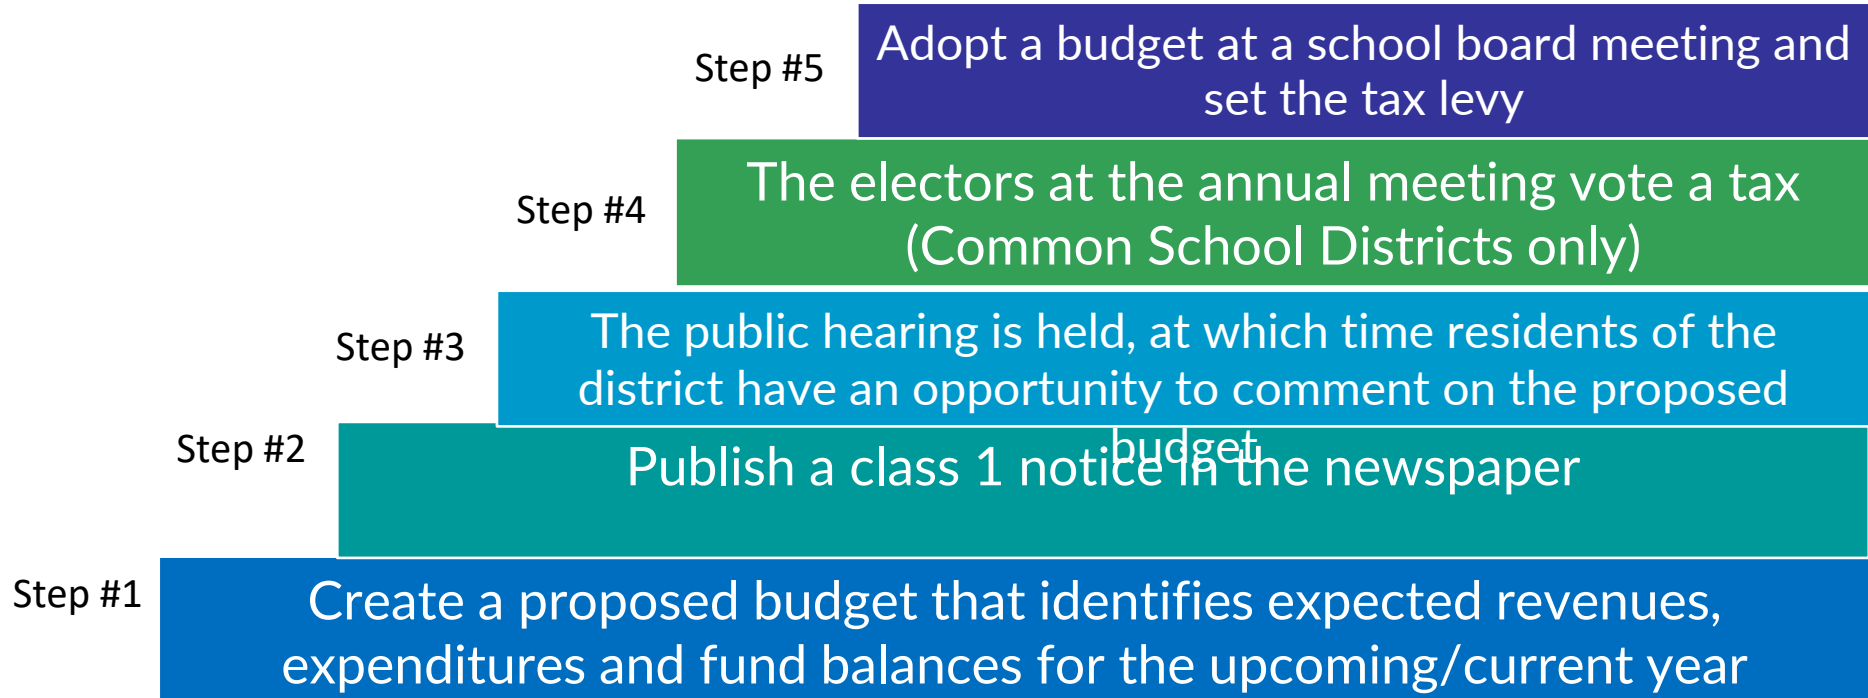 Step #5
Adopt a budget at a school board meeting and
set the tax levy
Step #4
The electors at the annual meeting vote a tax
(Common School Districts only)
Step #3
The public hearing is held, at which time residents of the
district have an opportunity to comment on the proposed
budget
Step #2
Publish a class 1 notice in the newspaper
Step #1
Create a proposed budget that identifies expected revenues,
expenditures and fund balances for the upcoming/current year